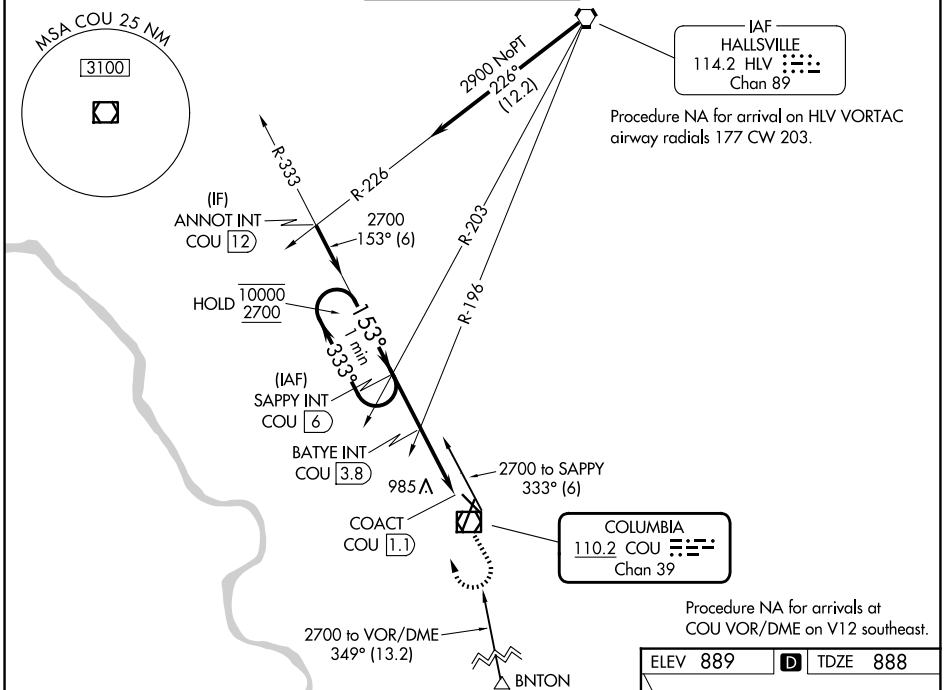 MSA COU 25 NM
3100
2900 NoPT
226°
(12.2)
IAF
HALLSVILLE
114.2 HLV
Chan 89
Procedure NA for arrival on HLV VORTAC
airway radials 177 CW 203.
R-333
R-226
(IF)
ANNOT INT
COU 12
2700
153° (6)
R-203
R-196
HOLD 10000
2700
153°
1 min
333°
(IAF)
SAPPY INT
COU 6
BATYE INT
COU 3.8
985
2700 to SAPPY
333° (6)
COACT
COU 1.1
COLUMBIA
110.2 COU
Chan 39
2700 to VOR/DME
349° (13.2)
BNTON
Procedure NA for arrivals at
COU VOR/DME on V12 southeast.
ELEV 889 D TDZE 888